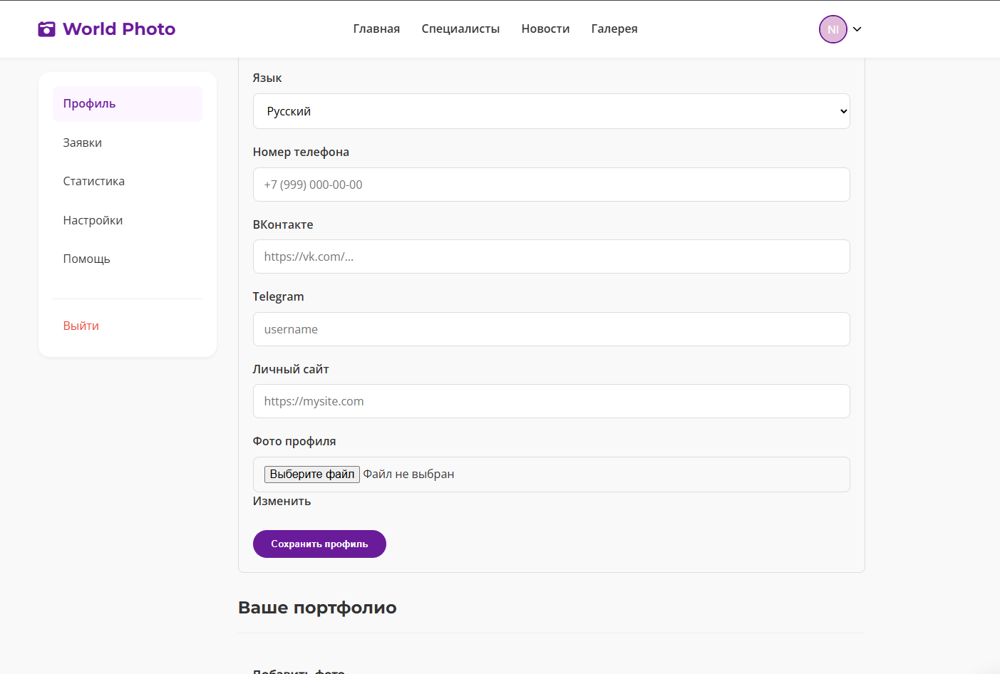 World Photo
Главная Специалисты Новости Галерея
NI
Профиль
Заявки
Статистика
Настройки
Помощь
Выйти
Язык
Русский
Номер телефона
+7 (999) 000-00-00
ВКонтакте
https://vk.com/...
Telegram
username
Личный сайт
https://mysite.com
Фото профиля
Выберите файл Файл не выбран
Изменить
Сохранить профиль
Ваше портфолио
Добавить фото